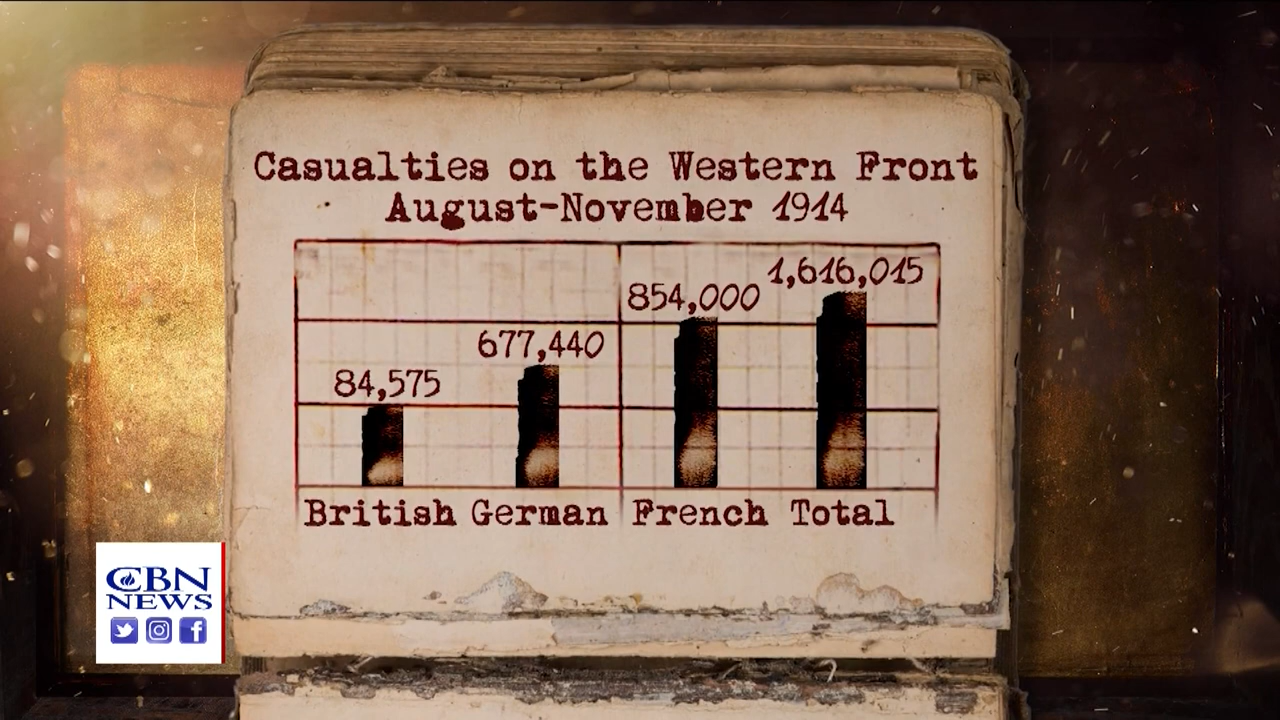 Casualties on the Western Front
August-November 1914
1,616,015
854,000
677,440
84,575
British German French Total
CBN
NEWS